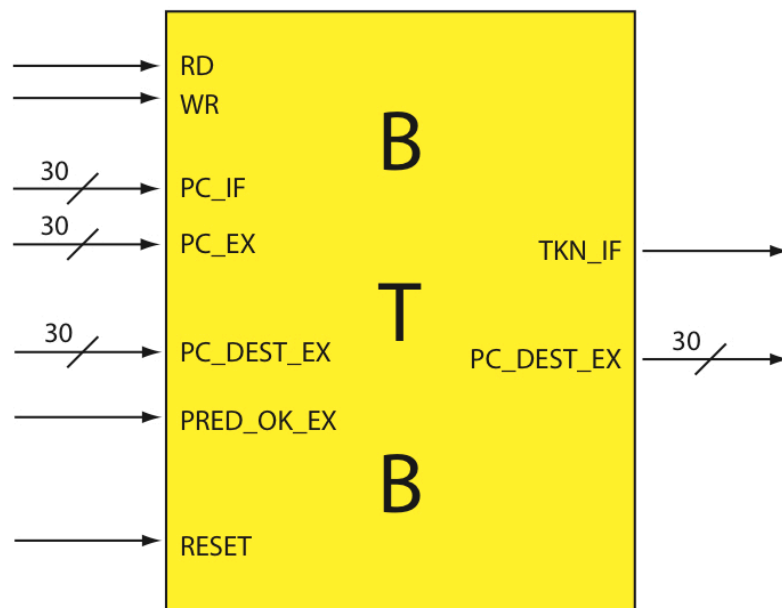 RD
WR
30
PC_IF
30
PC_EX
30
PC_DEST_EX
PRED_OK_EX
RESET
B
T
B
TKN_IF
PC_DEST_EX
30